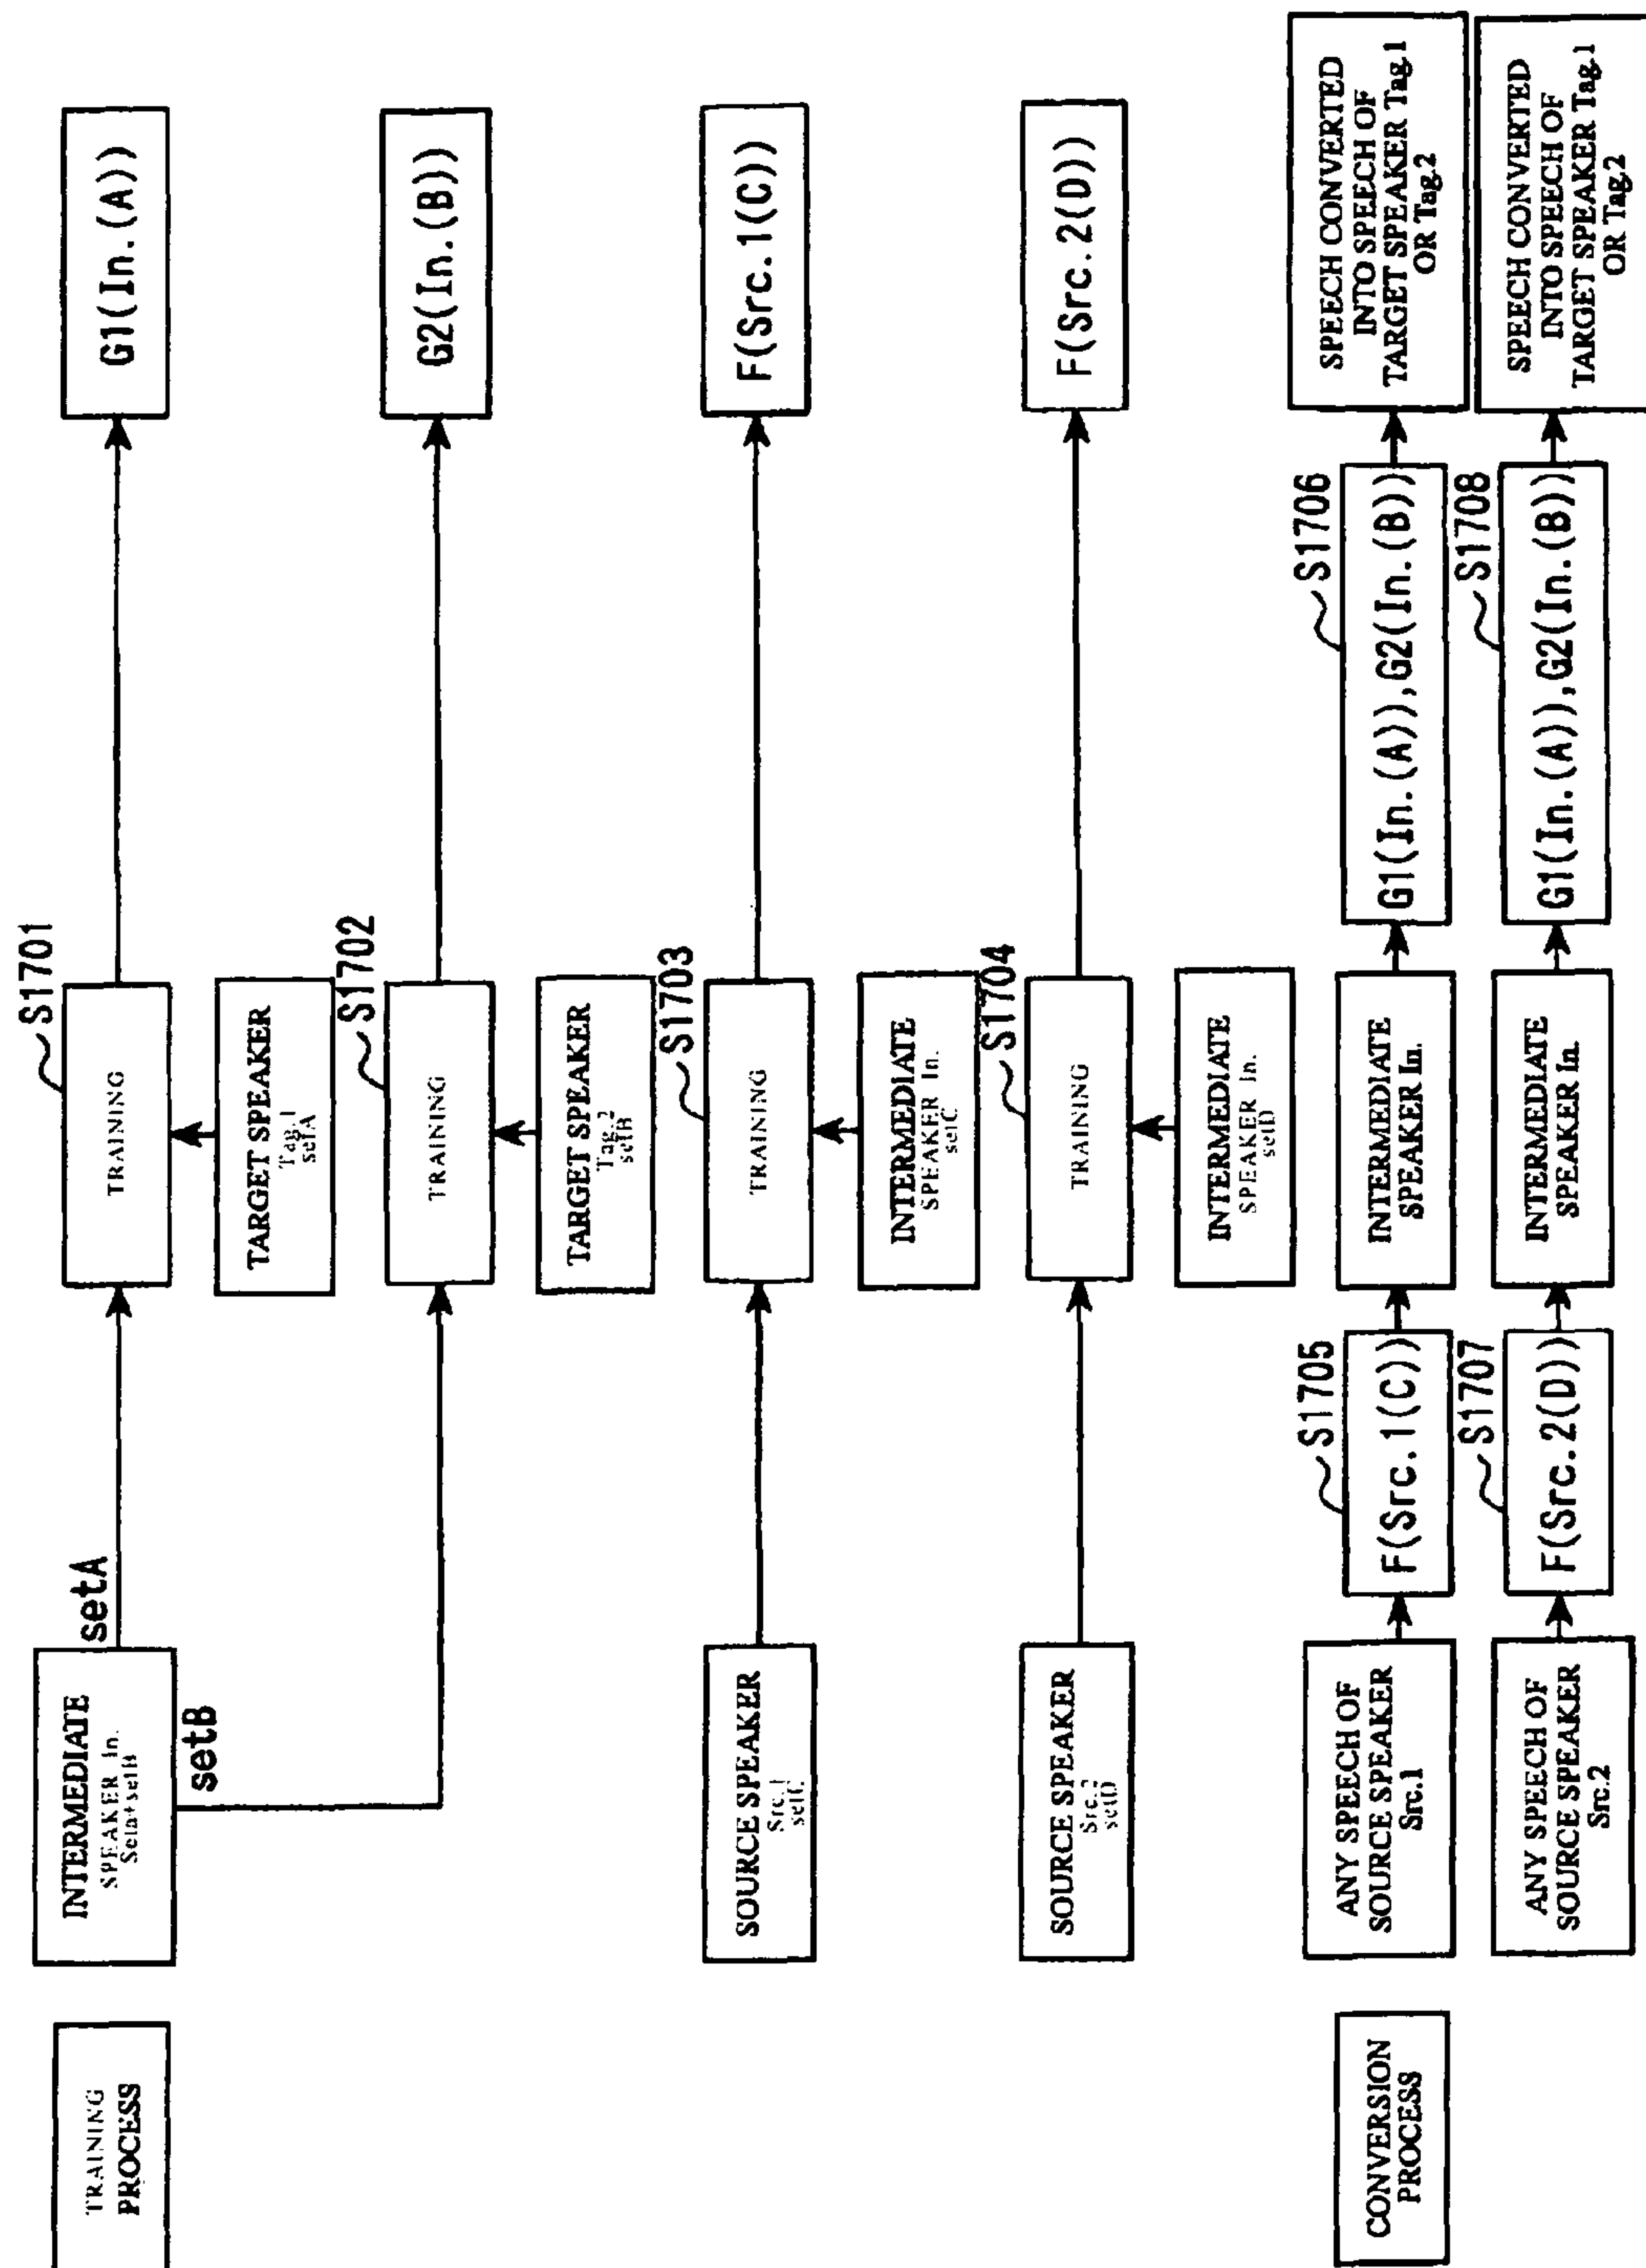 TRAINING
PROCESS
INTERMEDIATE
SPEAKER In.
Seta+setB
setA
setB
S1701
TRAINING
TARGET SPEAKER
Tag.1
setA
G1(In.(A))
S1702
TRAINING
TARGET SPEAKER
Tag.2
setB
G2(In.(B))
SOURCE SPEAKER
Src.1
setC
S1703
TRAINING
INTERMEDIATE
SPEAKER In.
setC
F(Src.1(C))
SOURCE SPEAKER
Src.2
setD
S1704
TRAINING
INTERMEDIATE
SPEAKER In.
setD
F(Src.2(D))
CONVERSION
PROCESS
ANY SPEECH OF
SOURCE SPEAKER
Src.1
S1705
F(Src.1(C))
INTERMEDIATE
SPEAKER In.
S1706
G1(In.(A)),G2(In.(B))
SPEECH CONVERTED
INTO SPEECH OF
TARGET SPEAKER Tag.1
OR Tag.2
ANY SPEECH OF
SOURCE SPEAKER
Src.2
S1707
F(Src.2(D))
INTERMEDIATE
SPEAKER In.
S1708
G1(In.(A)),G2(In.(B))
SPEECH CONVERTED
INTO SPEECH OF
TARGET SPEAKER Tag.1
OR Tag.2